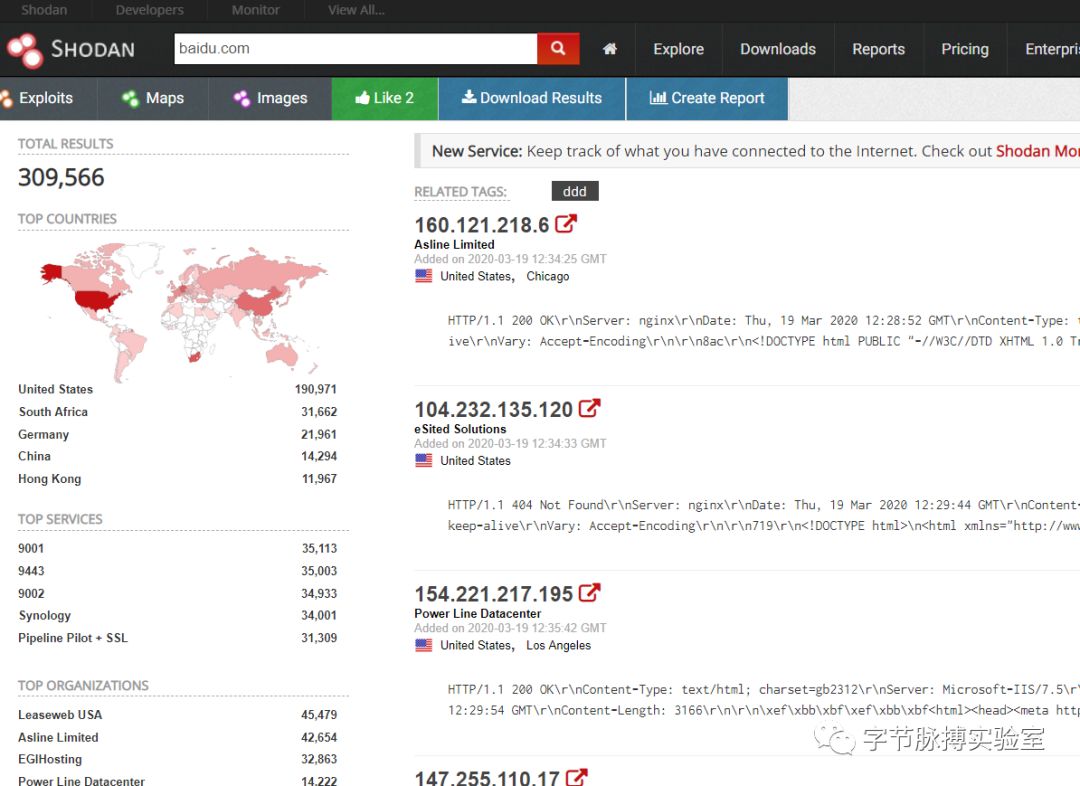 Shodan Developers Monitor View All...
SHODAN baidu.com Explore Downloads Reports Pricing Enterpri
Exploits Maps Images Like 2 Download Results Create Report
TOTAL RESULTS
309,566
TOP COUNTRIES
United States 190,971
South Africa 31,662
Germany 21,961
China 14,294
Hong Kong 11,967
TOP SERVICES
9001 35,113
9443 35,003
9002 34,933
Synology 34,001
Pipeline Pilot + SSL 31,309
TOP ORGANIZATIONS
Leaseweb USA 45,479
Asline Limited 42,654
EGIHosting 32,863
Power Line Datacenter 14,222
New Service: Keep track of what you have connected to the Internet. Check out Shodan Mor
RELATED TAGS: ddd
160.121.218.6
Asline Limited
Added on 2020-03-19 12:34:25 GMT
United States, Chicago
HTTP/1.1 200 OK\r\nServer: nginx\r\nDate: Thu, 19 Mar 2020 12:28:52 GMT\r\nContent-Type: t
ive\r\nVary: Accept-Encoding\r\n\r\n8ac\r\n<!DOCTYPE html PUBLIC "-//W3C//DTD XHTML 1.0 Tr
104.232.135.120
eSited Solutions
Added on 2020-03-19 12:34:33 GMT
United States
HTTP/1.1 404 Not Found\r\nServer: nginx\r\nDate: Thu, 19 Mar 2020 12:29:44 GMT\r\nContent-
keep-alive\r\nVary: Accept-Encoding\r\n\r\n719\r\n<!DOCTYPE html>\n<html xmlns="http://ww
154.221.217.195
Power Line Datacenter
Added on 2020-03-19 12:35:42 GMT
United States, Los Angeles
HTTP/1.1 200 OK\r\nContent-Type: text/html; charset=gb2312\r\nServer: Microsoft-IIS/7.5\r\
12:29:54 GMT\r\nContent-Length: 3166\r\n\r\n\xef\xbb\xbf\xef\xbb\xbf<html><head><meta http
字节脉搏实验室
147.255.110.17